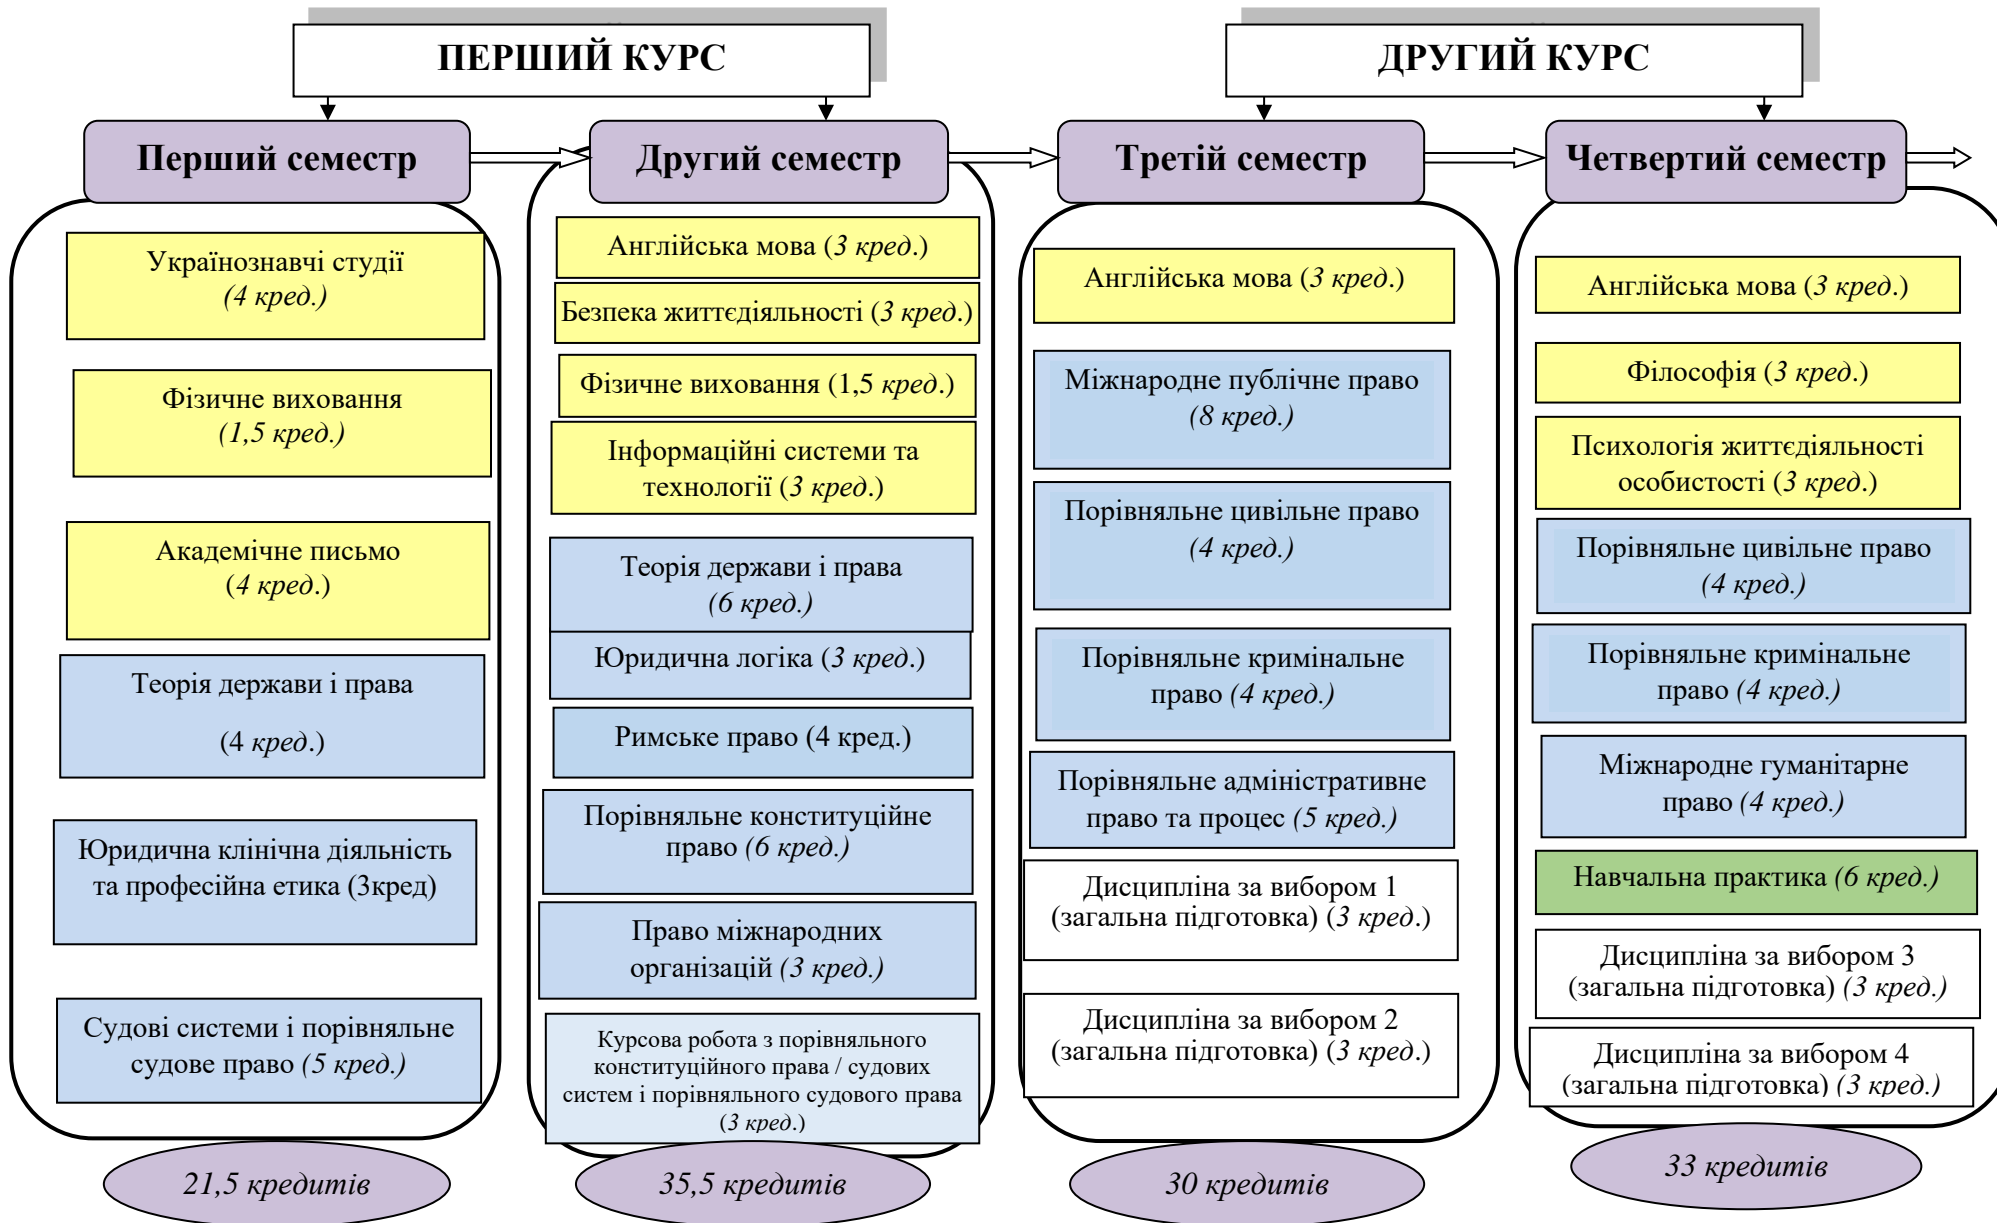 ПЕРШИЙ КУРС
ДРУГИЙ КУРС
Перший семестр
Другий семестр
Третій семестр
Четвертий семестр
Українознавчі студії
(4 кред.)
Фізичне виховання
(1,5 кред.)
Академічне письмо
(4 кред.)
Теорія держави і права
(4 кред.)
Юридична клінічна діяльність
та професійна етика (3кред)
Судові системи і порівняльне
судове право (5 кред.)
21,5 кредитів
Англійська мова (3 кред.)
Безпека життєдіяльності (3 кред.)
Фізичне виховання (1,5 кред.)
Інформаційні системи та
технології (3 кред.)
Теорія держави і права
(6 кред.)
Юридична логіка (3 кред.)
Римське право (4 кред.)
Порівняльне конституційне
право (6 кред.)
Право міжнародних
організацій (3 кред.)
Курсова робота з порівняльного
конституційного права / судових
систем і порівняльного судового права
(3 кред.)
35,5 кредитів
Англійська мова (3 кред.)
Міжнародне публічне право
(8 кред.)
Порівняльне цивільне право
(4 кред.)
Порівняльне кримінальне
право (4 кред.)
Порівняльне адміністративне
право та процес (5 кред.)
Дисципліна за вибором 1
(загальна підготовка) (3 кред.)
Дисципліна за вибором 2
(загальна підготовка) (3 кред.)
30 кредитів
Англійська мова (3 кред.)
Філософія (3 кред.)
Психологія життєдіяльності
особистості (3 кред.)
Порівняльне цивільне право
(4 кред.)
Порівняльне кримінальне
право (4 кред.)
Міжнародне гуманітарне
право (4 кред.)
Навчальна практика (6 кред.)
Дисципліна за вибором 3
(загальна підготовка) (3 кред.)
Дисципліна за вибором 4
(загальна підготовка) (3 кред.)
33 кредитів